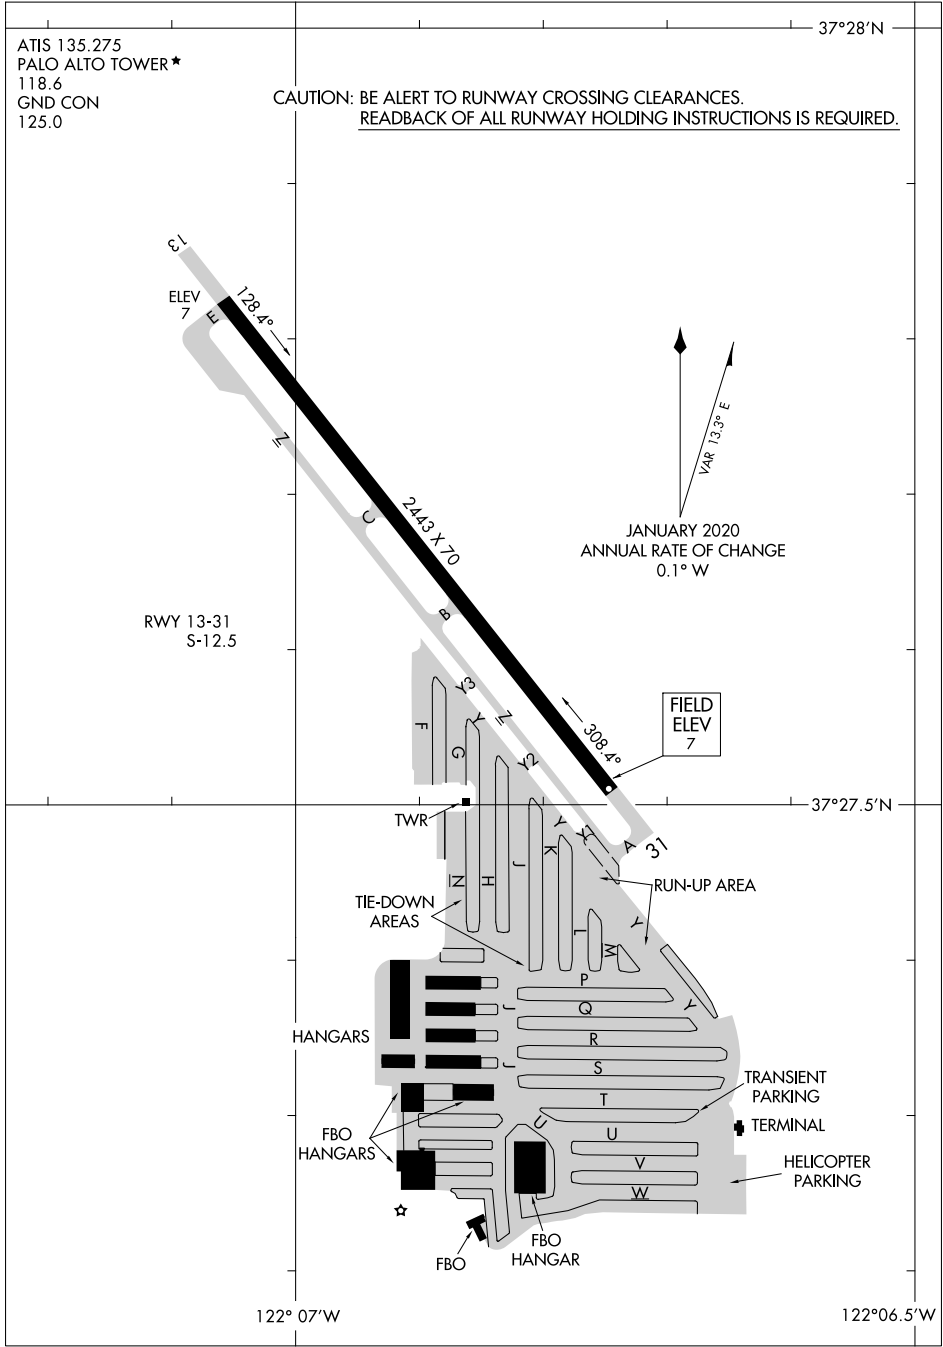 37°28'N
ATIS 135.275
PALO ALTO TOWER★
118.6
GND CON
125.0
CAUTION: BE ALERT TO RUNWAY CROSSING CLEARANCES.
READBACK OF ALL RUNWAY HOLDING INSTRUCTIONS IS REQUIRED.
13
ELEV
7
E
128.4°
VAR 13.3° E
Z
2443 X 70
C
JANUARY 2020
ANNUAL RATE OF CHANGE
0.1° W
B
RWY 13-31
S-12.5
Y3
Y
Z
FIELD
ELEV
7
F
G
308.4°
Y2
37°27.5'N
TWR
Y
Y1
A
31
K
J
N
H
RUN-UP AREA
TIE-DOWN
AREAS
L
M
Y
P
Y
J
Q
HANGARS
R
J
S
TRANSIENT
PARKING
T
U
U
TERMINAL
FBO
HANGARS
V
HELICOPTER
PARKING
W
FBO
HANGAR
FBO
122° 07'W
122°06.5'W